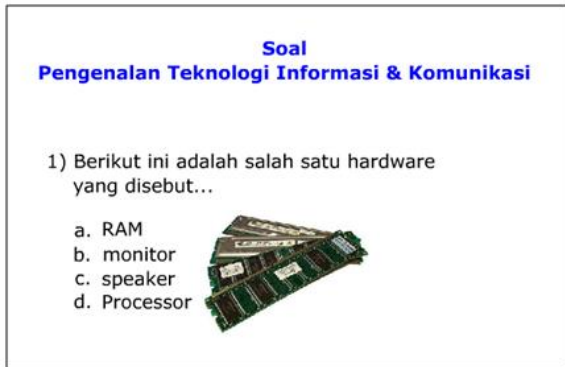 Soal
Pengenalan Teknologi Informasi & Komunikasi
1) Berikut ini adalah salah satu hardware
yang disebut...
a. RAM
b. monitor
c. speaker
d. Processor